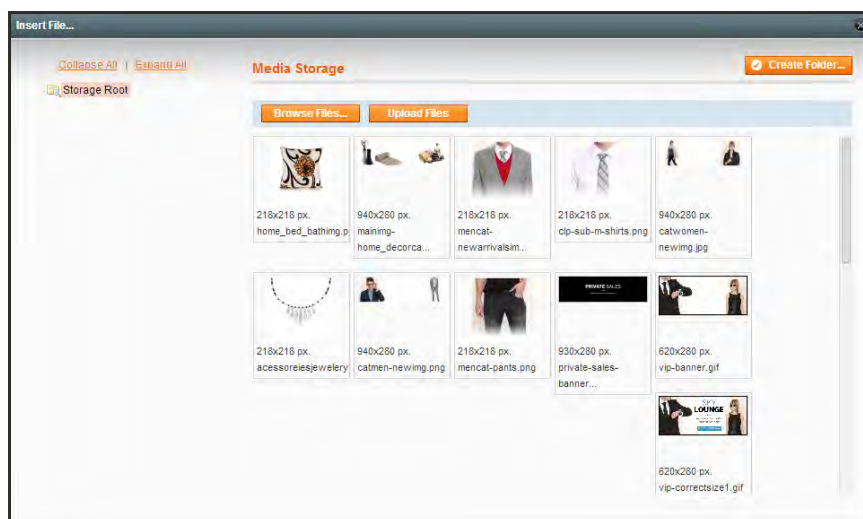 Insert File...
Collapse All | Expand All
Storage Root
Media Storage
Create Folder...
Browse Files...
Upload Files
218x218 px.
home_bed_bathimg.p
940x280 px.
mainimg-
home_decorca...
218x218 px.
mencat-
newarrivalsim...
218x218 px.
clp-sub-m-shirts.png
940x280 px.
catwomen-
newimg.jpg
218x218 px.
acessoreiesjewelery
940x280 px.
catmen-newimg.png
218x218 px.
mencat-pants.png
PRIVATE SALES
930x280 px.
private-sales-
banner...
620x280 px.
vip-banner.gif
SKY
LOUNGE
620x280 px.
vip-correctsize1.gif